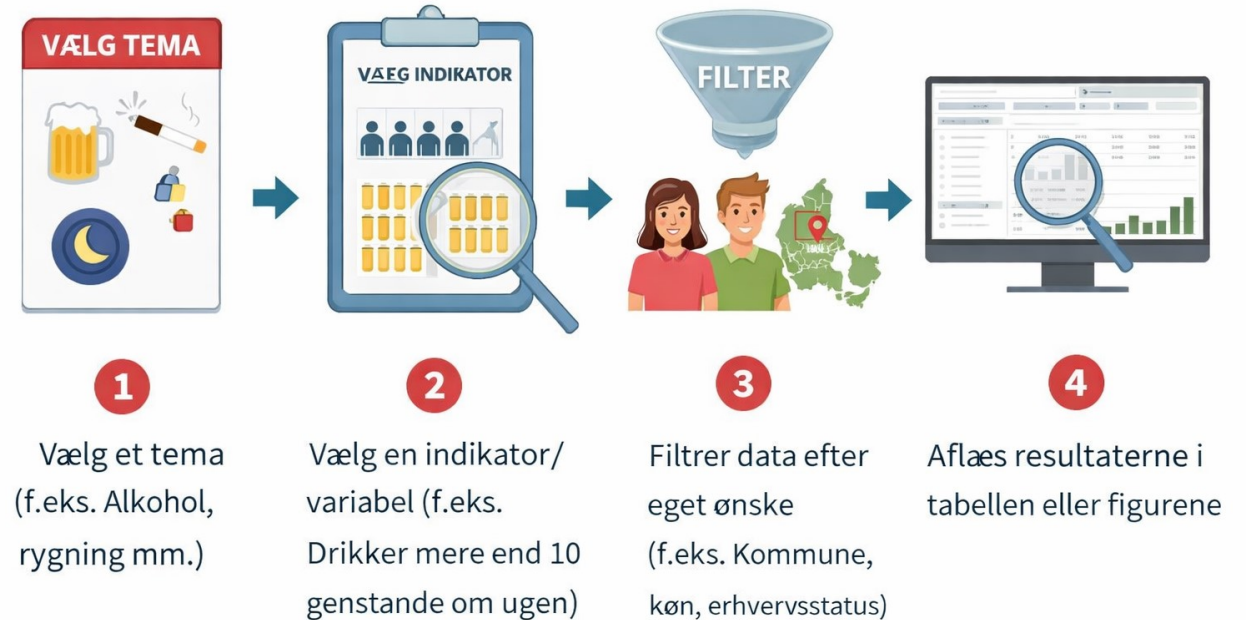 VÆLG TEMA
VÆEG INDIKATOR
FILTER
1
Vælg et tema
(f.eks. Alkohol,
rygning mm.)
2
Vælg en indikator/
variabel (f.eks.
Drikker mere end 10
genstande om ugen)
3
Filtrer data efter
eget ønske
(f.eks. Kommune,
køn, erhvervsstatus)
4
Aflæs resultaterne i
tabellen eller figurene